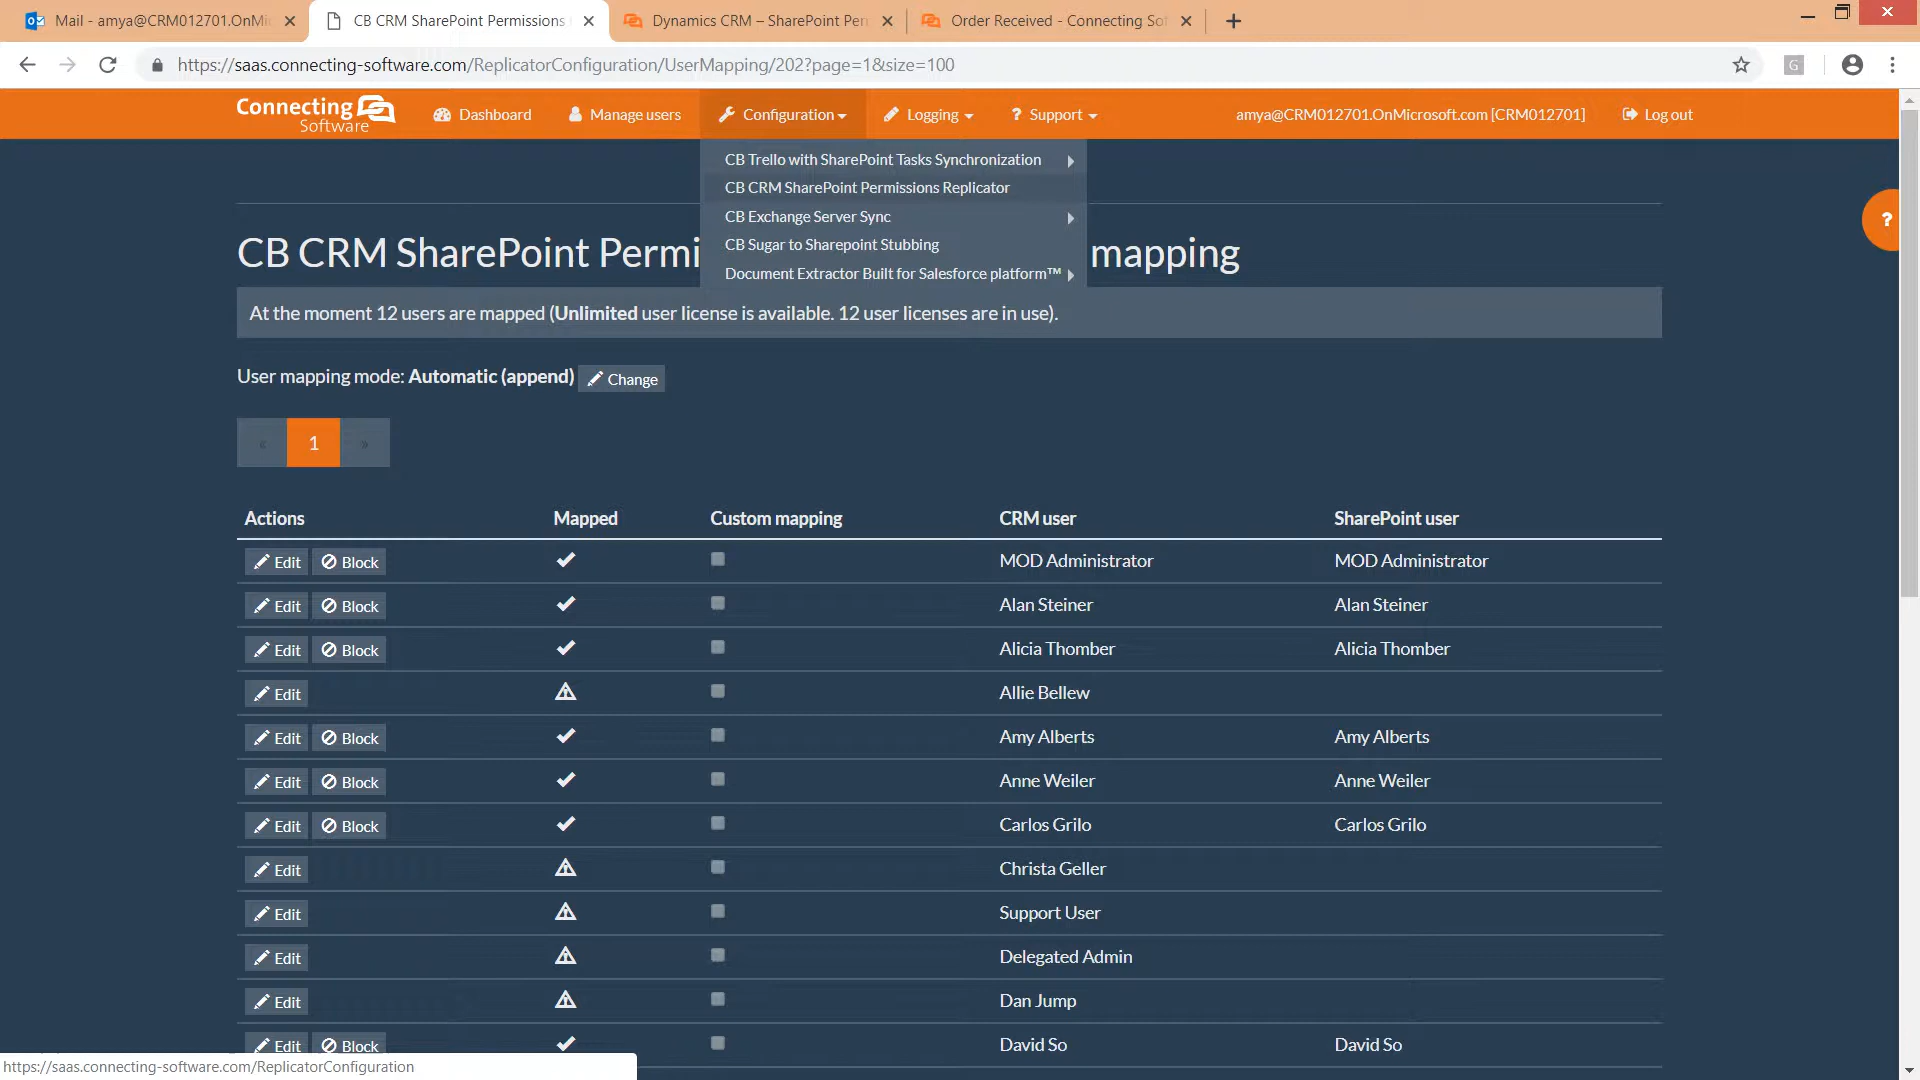 Mail - amya@CRM012701.OnMi
CB CRM SharePoint Permissions
Dynamics CRM – SharePoint Per
Order Received - Connecting Sof
https://saas.connecting-software.com/ReplicatorConfiguration/UserMapping/202?page=1&size=100
G
Connecting
Software
Dashboard
Manage users
Configuration
Logging
? Support
amya@CRM012701.OnMicrosoft.com [CRM012701]
Log out
CB Trello with SharePoint Tasks Synchronization
CB CRM SharePoint Permissions Replicator
CB Exchange Server Sync
CB Sugar to Sharepoint Stubbing
Document Extractor Built for Salesforce platform™
?
CB CRM SharePoint Permi mapping
At the moment 12 users are mapped (Unlimited user license is available. 12 user licenses are in use).
User mapping mode: Automatic (append) Change
« 1 »
Actions Mapped Custom mapping CRM user SharePoint user
Edit Block MOD Administrator MOD Administrator
Edit Block Alan Steiner Alan Steiner
Edit Block Alicia Thomber Alicia Thomber
Edit Allie Bellew
Edit Block Amy Alberts Amy Alberts
Edit Block Anne Weiler Anne Weiler
Edit Block Carlos Grilo Carlos Grilo
Edit Christa Geller
Edit Support User
Edit Delegated Admin
Edit Dan Jump
Edit Block David So David So
https://saas.connecting-software.com/ReplicatorConfiguration